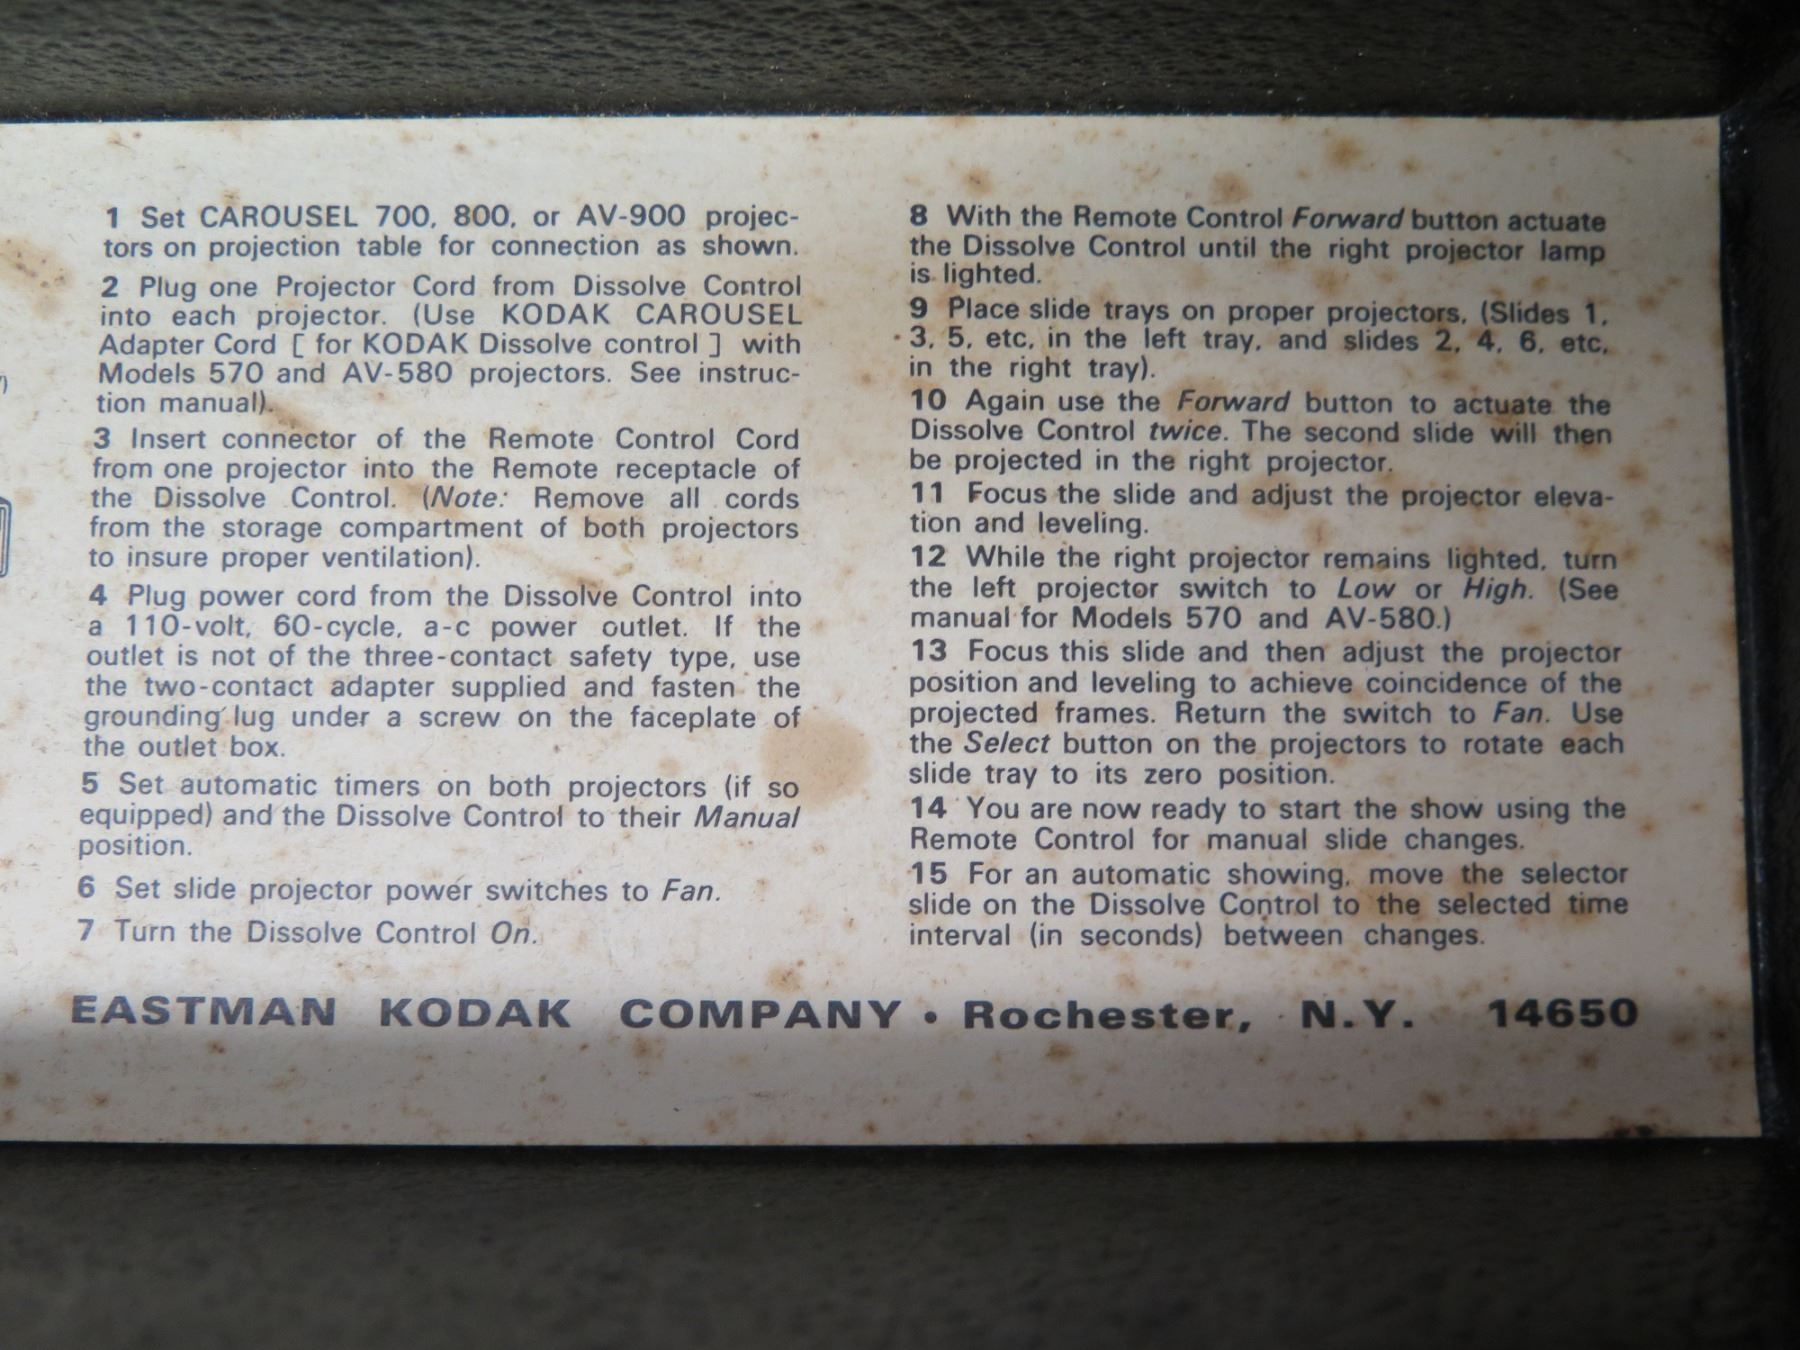 1 Set CAROUSEL 700, 800, or AV-900 projec-
tors on projection table for connection as shown.
2 Plug one Projector Cord from Dissolve Control
into each projector. (Use KODAK CAROUSEL
Adapter Cord [ for KODAK Dissolve control ] with
Models 570 and AV-580 projectors. See instruc-
tion manual).
3 Insert connector of the Remote Control Cord
from one projector into the Remote receptacle of
the Dissolve Control. (Note: Remove all cords
from the storage compartment of both projectors
to insure proper ventilation).
4 Plug power cord from the Dissolve Control into
a 110-volt, 60-cycle, a-c power outlet. If the
outlet is not of the three-contact safety type, use
the two-contact adapter supplied and fasten the
grounding lug under a screw on the faceplate of
the outlet box.
5 Set automatic timers on both projectors (if so
equipped) and the Dissolve Control to their Manual
position.
6 Set slide projector power switches to Fan.
7 Turn the Dissolve Control On.
8 With the Remote Control Forward button actuate
the Dissolve Control until the right projector lamp
is lighted.
9 Place slide trays on proper projectors, (Slides 1,
3, 5, etc, in the left tray, and slides 2, 4, 6, etc,
in the right tray).
10 Again use the Forward button to actuate the
Dissolve Control twice. The second slide will then
be projected in the right projector.
11 Focus the slide and adjust the projector eleva-
tion and leveling.
12 While the right projector remains lighted, turn
the left projector switch to Low or High. (See
manual for Models 570 and AV-580.)
13 Focus this slide and then adjust the projector
position and leveling to achieve coincidence of the
projected frames. Return the switch to Fan. Use
the Select button on the projectors to rotate each
slide tray to its zero position.
14 You are now ready to start the show using the
Remote Control for manual slide changes.
15 For an automatic showing, move the selector
slide on the Dissolve Control to the selected time
interval (in seconds) between changes.
EASTMAN KODAK COMPANY • Rochester, N.Y. 14650